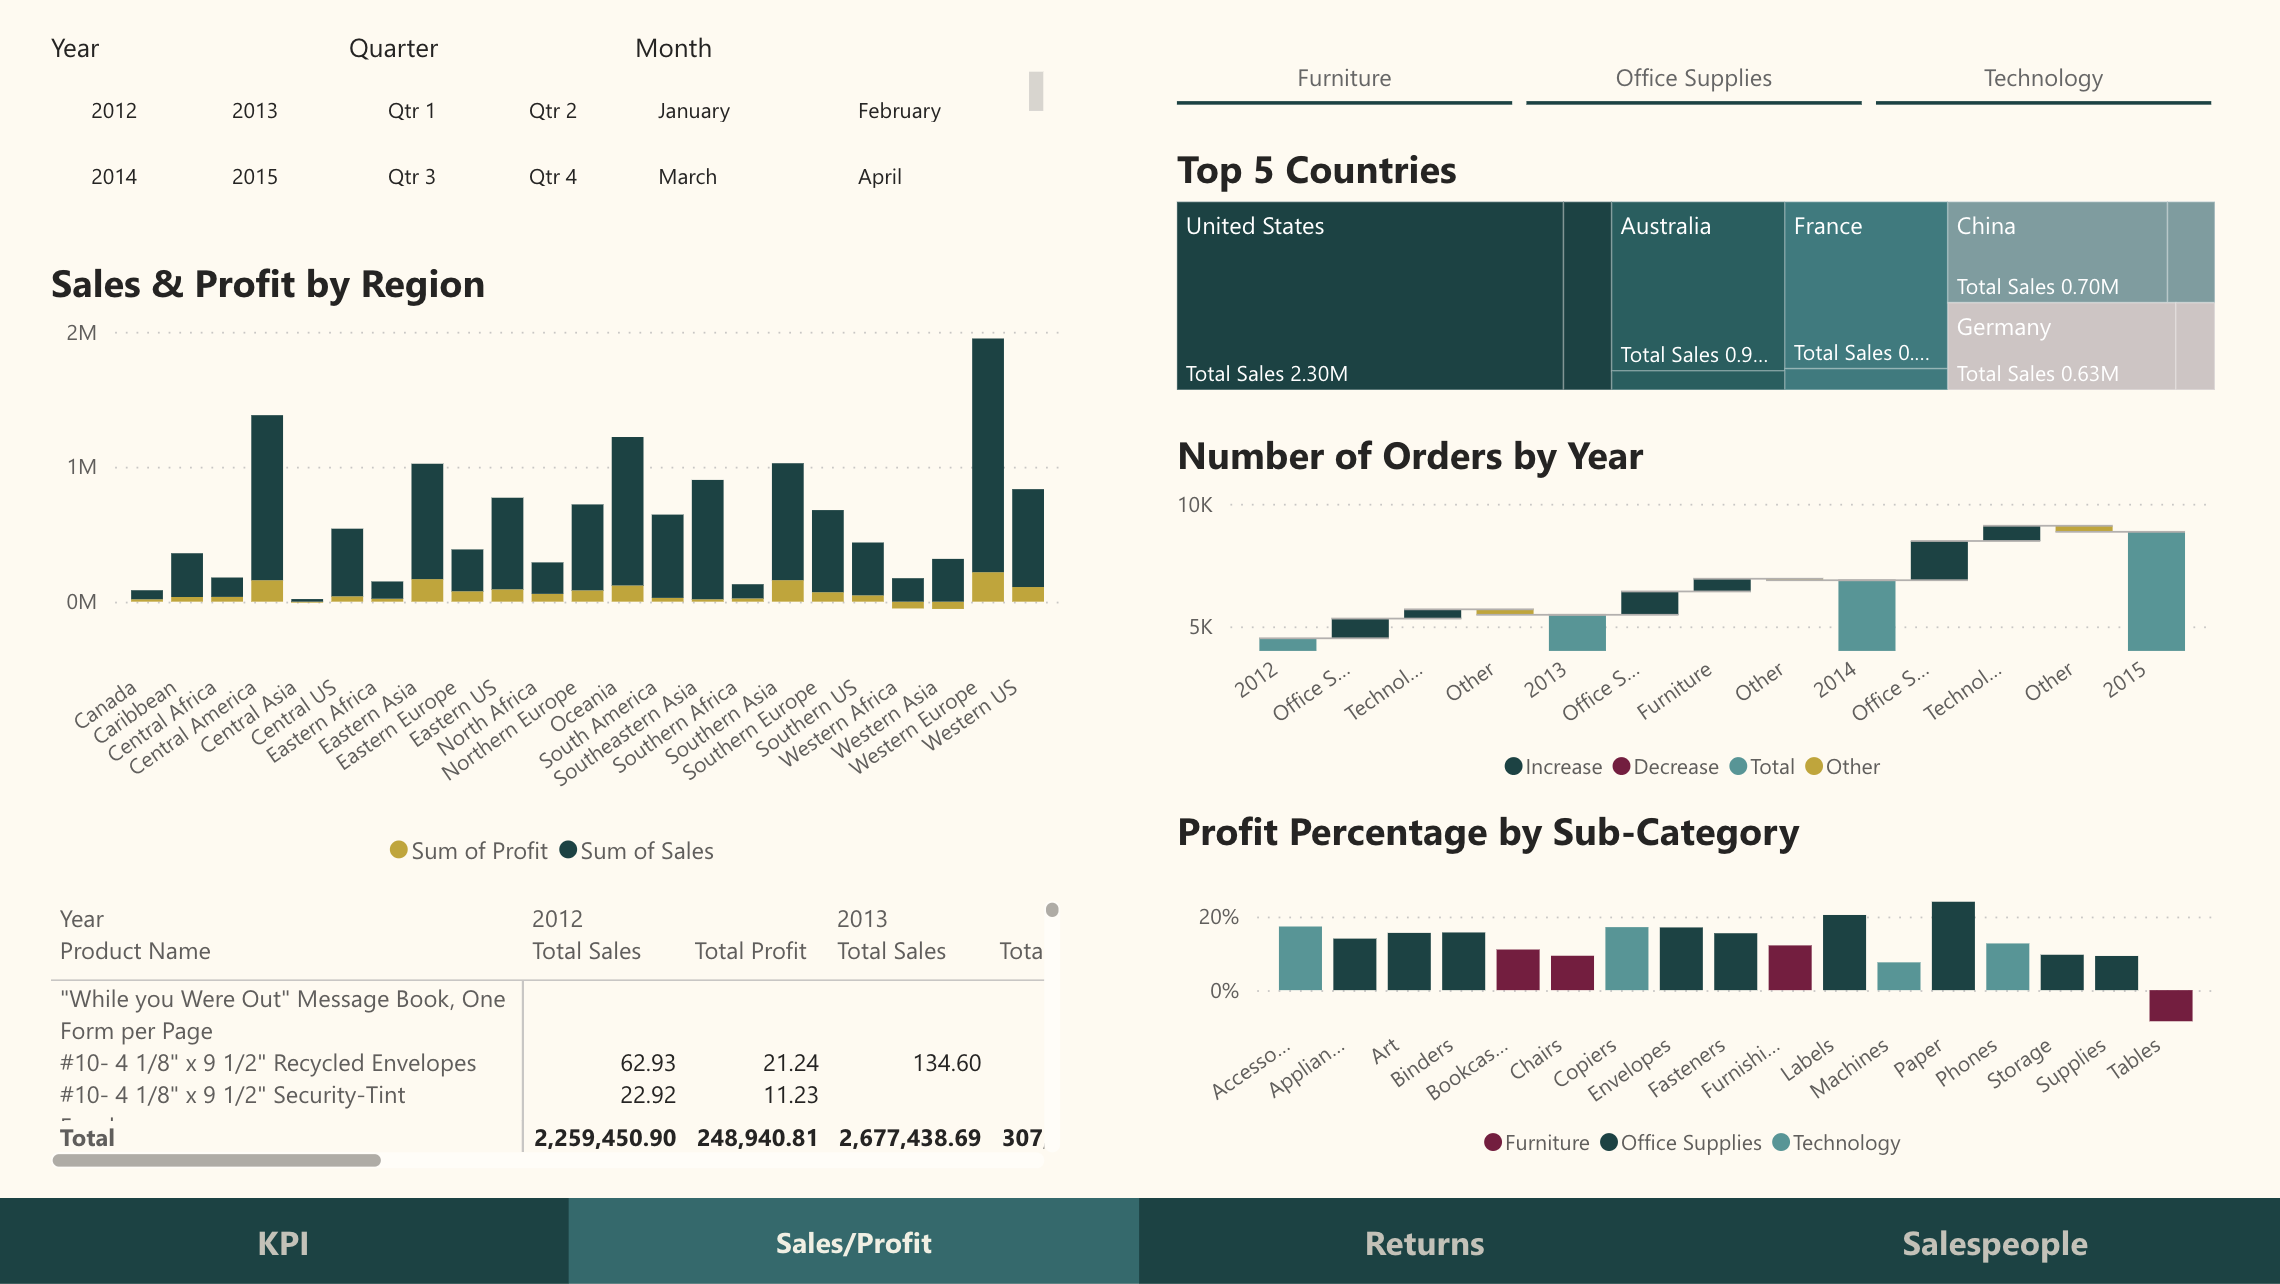 Year Quarter Month
2012 2013 Qtr 1 Qtr 2 January February
2014 2015 Qtr 3 Qtr 4 March April
Sales & Profit by Region
2M
1M
0M
Canada
Caribbean
Central Africa
Central America
Central Asia
Central US
Eastern Africa
Eastern Asia
Eastern Europe
Eastern US
North Africa
Northern Europe
Oceania
South America
Southeastern Asia
Southern Africa
Southern Asia
Southern Europe
Southern US
Western Africa
Western Asia
Western Europe
Western US
Sum of Profit Sum of Sales
Year 2012 2013
Product Name Total Sales Total Profit Total Sales Tota
"While you Were Out" Message Book, One
Form per Page
#10- 4 1/8" x 9 1/2" Recycled Envelopes 62.93 21.24 134.60
#10- 4 1/8" x 9 1/2" Security-Tint 22.92 11.23
Total 2,259,450.90 248,940.81 2,677,438.69 307,
Furniture Office Supplies Technology
Top 5 Countries
United States
Total Sales 2.30M
Australia
Total Sales 0.9...
France
Total Sales 0....
China
Total Sales 0.70M
Germany
Total Sales 0.63M
Number of Orders by Year
10K
5K
2012
Office S...
Technol...
Other
2013
Office S...
Furniture
Other
2014
Office S...
Technol...
Other
2015
Increase Decrease Total Other
Profit Percentage by Sub-Category
20%
0%
Accesso...
Applian...
Art
Binders
Bookcas...
Chairs
Copiers
Envelopes
Fasteners
Furnishi...
Labels
Machines
Paper
Phones
Storage
Supplies
Tables
Furniture Office Supplies Technology
KPI Sales/Profit Returns Salespeople